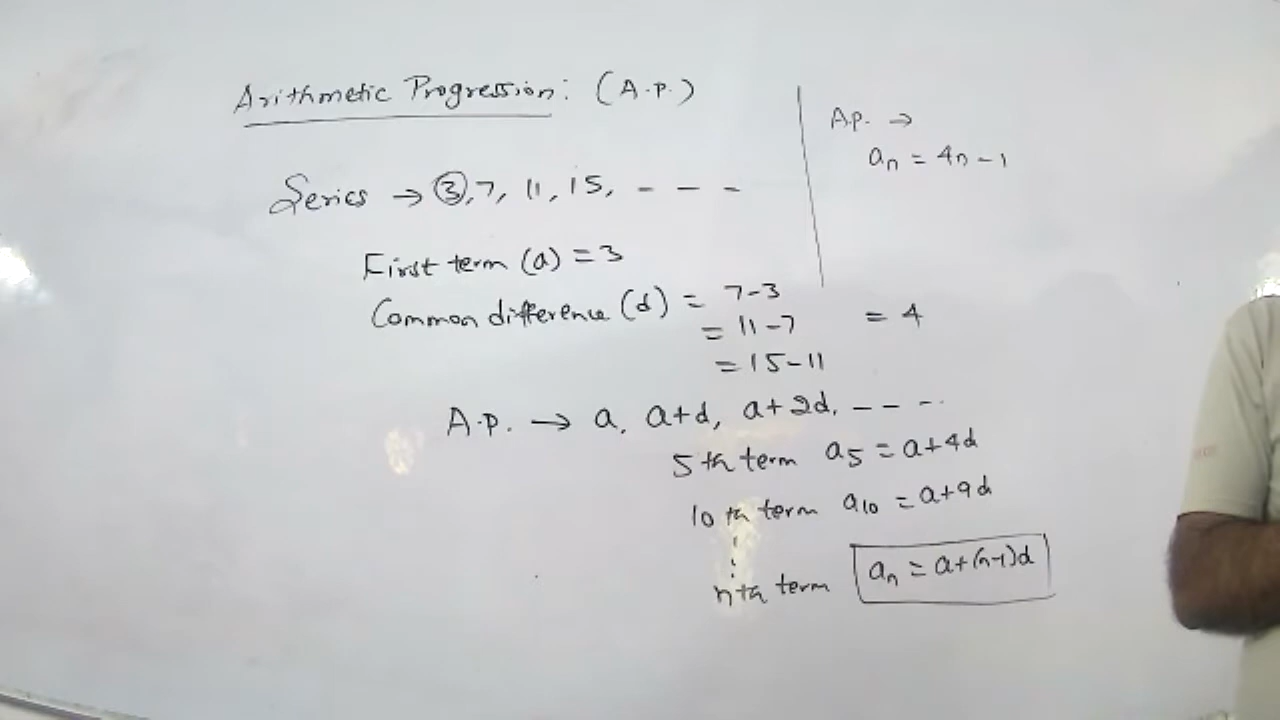 Arithmetic Progression: (A.P.)
Series → 3, 7, 11, 15, - - -
First term (a) = 3
Common difference (d) = 7-3
= 11-7 = 4
= 15-11
A.P. → a, a+d, a+2d, - - -
5th term a5 = a+4d
10th term a10 = a+9d
nth term an = a+(n-1)d
A.P. →
an = 4n-1